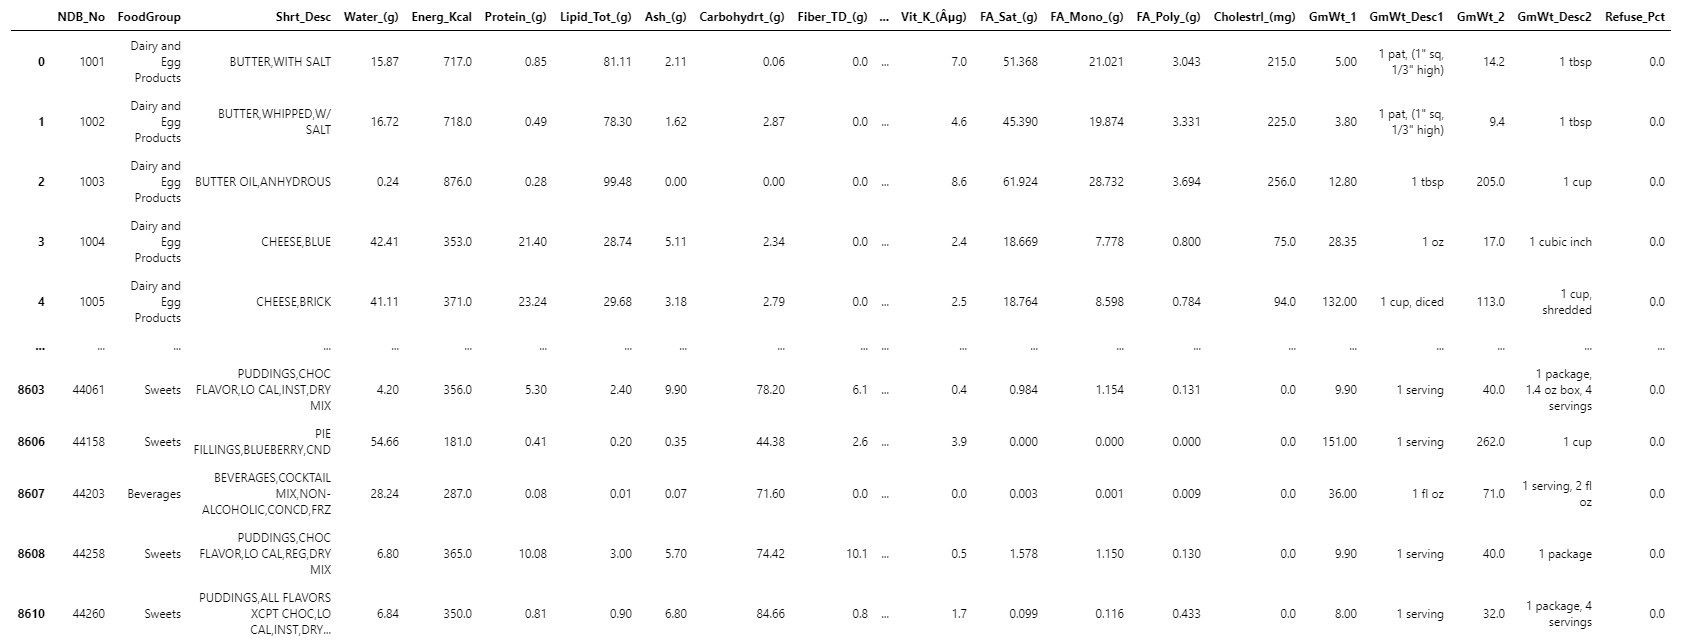 NDB_No FoodGroup Shrt_Desc Water_(g) Energ_Kcal Protein_(g) Lipid_Tot_(g) Ash_(g) Carbohydrt_(g) Fiber_TD_(g) ... Vit_K_(Âµg) FA_Sat_(g) FA_Mono_(g) FA_Poly_(g) Cholestrl_(mg) GmWt_1 GmWt_Desc1 GmWt_2 GmWt_Desc2 Refuse_Pct
0 1001 Dairy and Egg Products BUTTER,WITH SALT 15.87 717.0 0.85 81.11 2.11 0.06 0.0 ... 7.0 51.368 21.021 3.043 215.0 5.00 1 pat, (1" sq, 1/3" high) 14.2 1 tbsp 0.0
1 1002 Dairy and Egg Products BUTTER,WHIPPED,W/ SALT 16.72 718.0 0.49 78.30 1.62 2.87 0.0 ... 4.6 45.390 19.874 3.331 225.0 3.80 1 pat, (1" sq, 1/3" high) 9.4 1 tbsp 0.0
2 1003 Dairy and Egg Products BUTTER OIL,ANHYDROUS 0.24 876.0 0.28 99.48 0.00 0.00 0.0 ... 8.6 61.924 28.732 3.694 256.0 12.80 1 tbsp 205.0 1 cup 0.0
3 1004 Dairy and Egg Products CHEESE,BLUE 42.41 353.0 21.40 28.74 5.11 2.34 0.0 ... 2.4 18.669 7.778 0.800 75.0 28.35 1 oz 17.0 1 cubic inch 0.0
4 1005 Dairy and Egg Products CHEESE,BRICK 41.11 371.0 23.24 29.68 3.18 2.79 0.0 ... 2.5 18.764 8.598 0.784 94.0 132.00 1 cup, diced 113.0 1 cup, shredded 0.0
... ... ... ... ... ... ... ... ... ... ... ... ... ... ... ... ... ... ... ... ... ...
8603 44061 Sweets PUDDINGS,CHOC FLAVOR,LO CAL,INST,DRY MIX 4.20 356.0 5.30 2.40 9.90 78.20 6.1 ... 0.4 0.984 1.154 0.131 0.0 9.90 1 serving 40.0 1 package, 1.4 oz box, 4 servings 0.0
8606 44158 Sweets PIE FILLINGS,BLUEBERRY,CND 54.66 181.0 0.41 0.20 0.35 44.38 2.6 ... 3.9 0.000 0.000 0.000 0.0 151.00 1 serving 262.0 1 cup 0.0
8607 44203 Beverages BEVERAGES,COCKTAIL MIX,NON-ALCOHOLIC,CONCD,FRZ 28.24 287.0 0.08 0.01 0.07 71.60 0.0 ... 0.0 0.003 0.001 0.009 0.0 36.00 1 fl oz 71.0 1 serving, 2 fl oz 0.0
8608 44258 Sweets PUDDINGS,CHOC FLAVOR,LO CAL,REG,DRY MIX 6.80 365.0 10.08 3.00 5.70 74.42 10.1 ... 0.5 1.578 1.150 0.130 0.0 9.90 1 serving 40.0 1 package 0.0
8610 44260 Sweets PUDDINGS,ALL FLAVORS XCPT CHOC,LO CAL,INST,DRY... 6.84 350.0 0.81 0.90 6.80 84.66 0.8 ... 1.7 0.099 0.116 0.433 0.0 8.00 1 serving 32.0 1 package, 4 servings 0.0